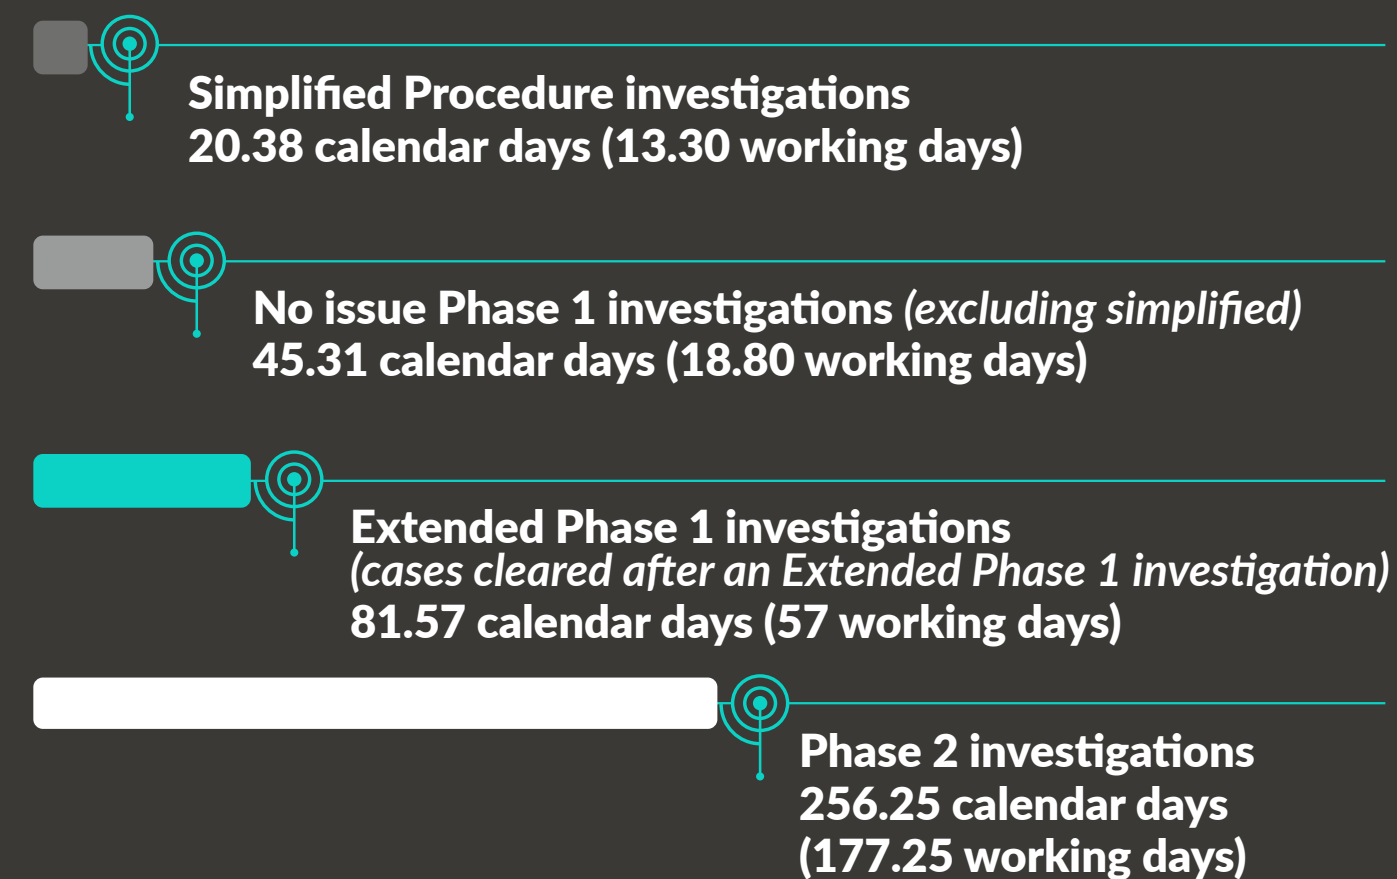 Simplified Procedure investigations
20.38 calendar days (13.30 working days)
No issue Phase 1 investigations (excluding simplified)
45.31 calendar days (18.80 working days)
Extended Phase 1 investigations
(cases cleared after an Extended Phase 1 investigation)
81.57 calendar days (57 working days)
Phase 2 investigations
256.25 calendar days
(177.25 working days)